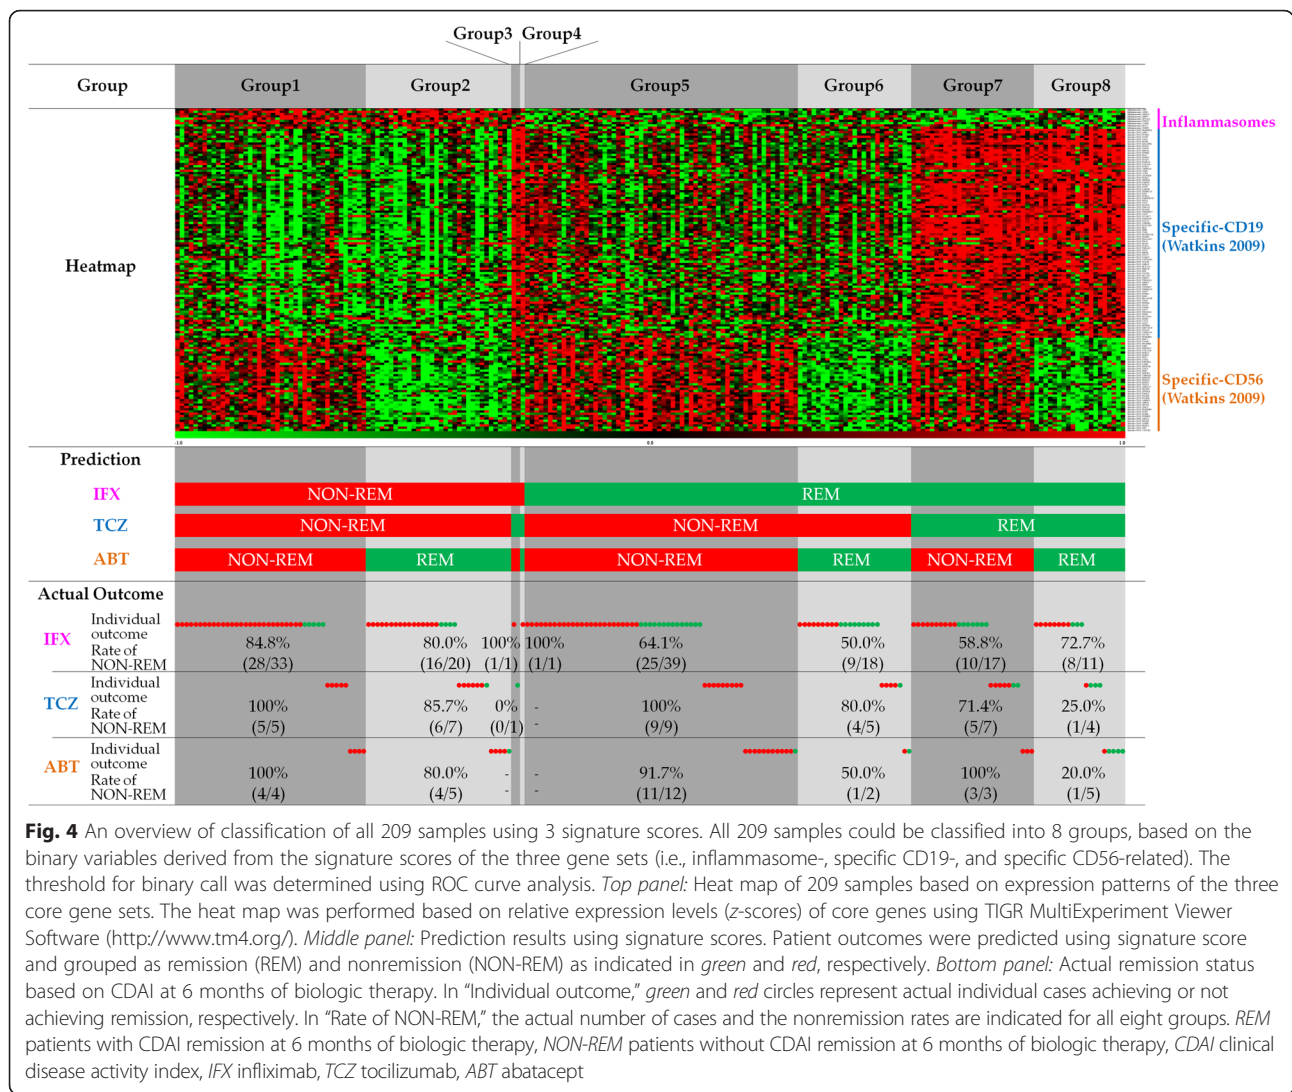 Group3 Group4
Group Group1 Group2 Group5 Group6 Group7 Group8
Heatmap
Inflammasomes
Specific-CD19
(Watkins 2009)
Specific-CD56
(Watkins 2009)
-1.0 0.0 1.0
Prediction
IFX NON-REM REM
TCZ NON-REM NON-REM REM
ABT NON-REM REM NON-REM REM NON-REM REM
Actual Outcome
IFX
Individual
outcome
Rate of 84.8% 80.0% 100% 100% 64.1% 50.0% 58.8% 72.7%
NON-REM (28/33) (16/20) (1/1) (1/1) (25/39) (9/18) (10/17) (8/11)
TCZ
Individual
outcome
Rate of 100% 85.7% 0% - 100% 80.0% 71.4% 25.0%
NON-REM (5/5) (6/7) (0/1) - (9/9) (4/5) (5/7) (1/4)
ABT
Individual
outcome
Rate of 100% 80.0% - - 91.7% 50.0% 100% 20.0%
NON-REM (4/4) (4/5) - - (11/12) (1/2) (3/3) (1/5)
Fig. 4 An overview of classification of all 209 samples using 3 signature scores. All 209 samples could be classified into 8 groups, based on the
binary variables derived from the signature scores of the three gene sets (i.e., inflammasome-, specific CD19-, and specific CD56-related). The
threshold for binary call was determined using ROC curve analysis. Top panel: Heat map of 209 samples based on expression patterns of the three
core gene sets. The heat map was performed based on relative expression levels (z-scores) of core genes using TIGR MultiExperiment Viewer
Software (http://www.tm4.org/). Middle panel: Prediction results using signature scores. Patient outcomes were predicted using signature score
and grouped as remission (REM) and nonremission (NON-REM) as indicated in green and red, respectively. Bottom panel: Actual remission status
based on CDAI at 6 months of biologic therapy. In “Individual outcome,” green and red circles represent actual individual cases achieving or not
achieving remission, respectively. In “Rate of NON-REM,” the actual number of cases and the nonremission rates are indicated for all eight groups. REM
patients with CDAI remission at 6 months of biologic therapy, NON-REM patients without CDAI remission at 6 months of biologic therapy, CDAI clinical
disease activity index, IFX infliximab, TCZ tocilizumab, ABT abatacept